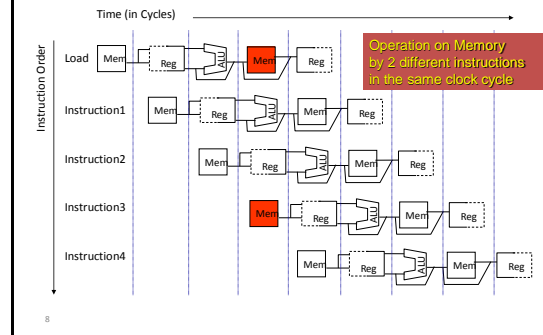 Time (in Cycles)
Instruction Order
Load Mem Reg ALU Mem Reg
Operation on Memory
by 2 different instructions
in the same clock cycle
Instruction1 Mem Reg ALU Mem Reg
Instruction2 Mem Reg ALU Mem Reg
Instruction3 Mem Reg ALU Mem Reg
Instruction4 Mem Reg ALU Mem Reg
8